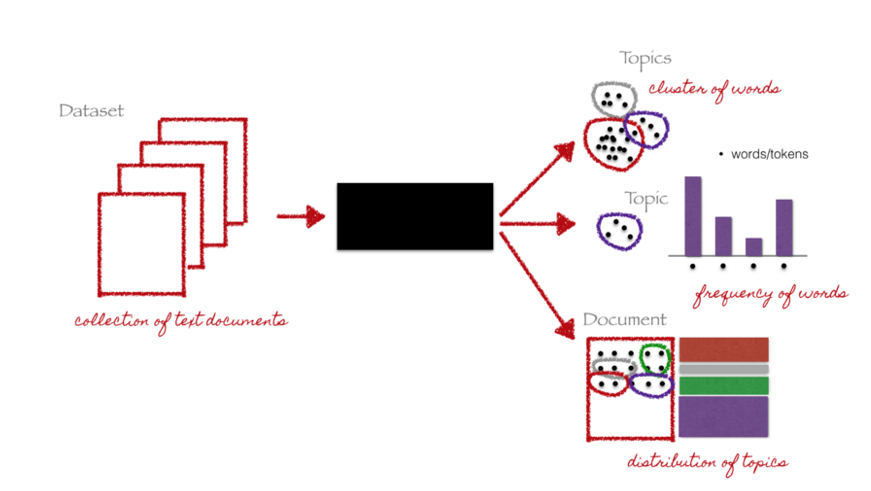 Dataset
collection of text documents
Topics
cluster of words
• words/tokens
Topic
frequency of words
Document
distribution of topics